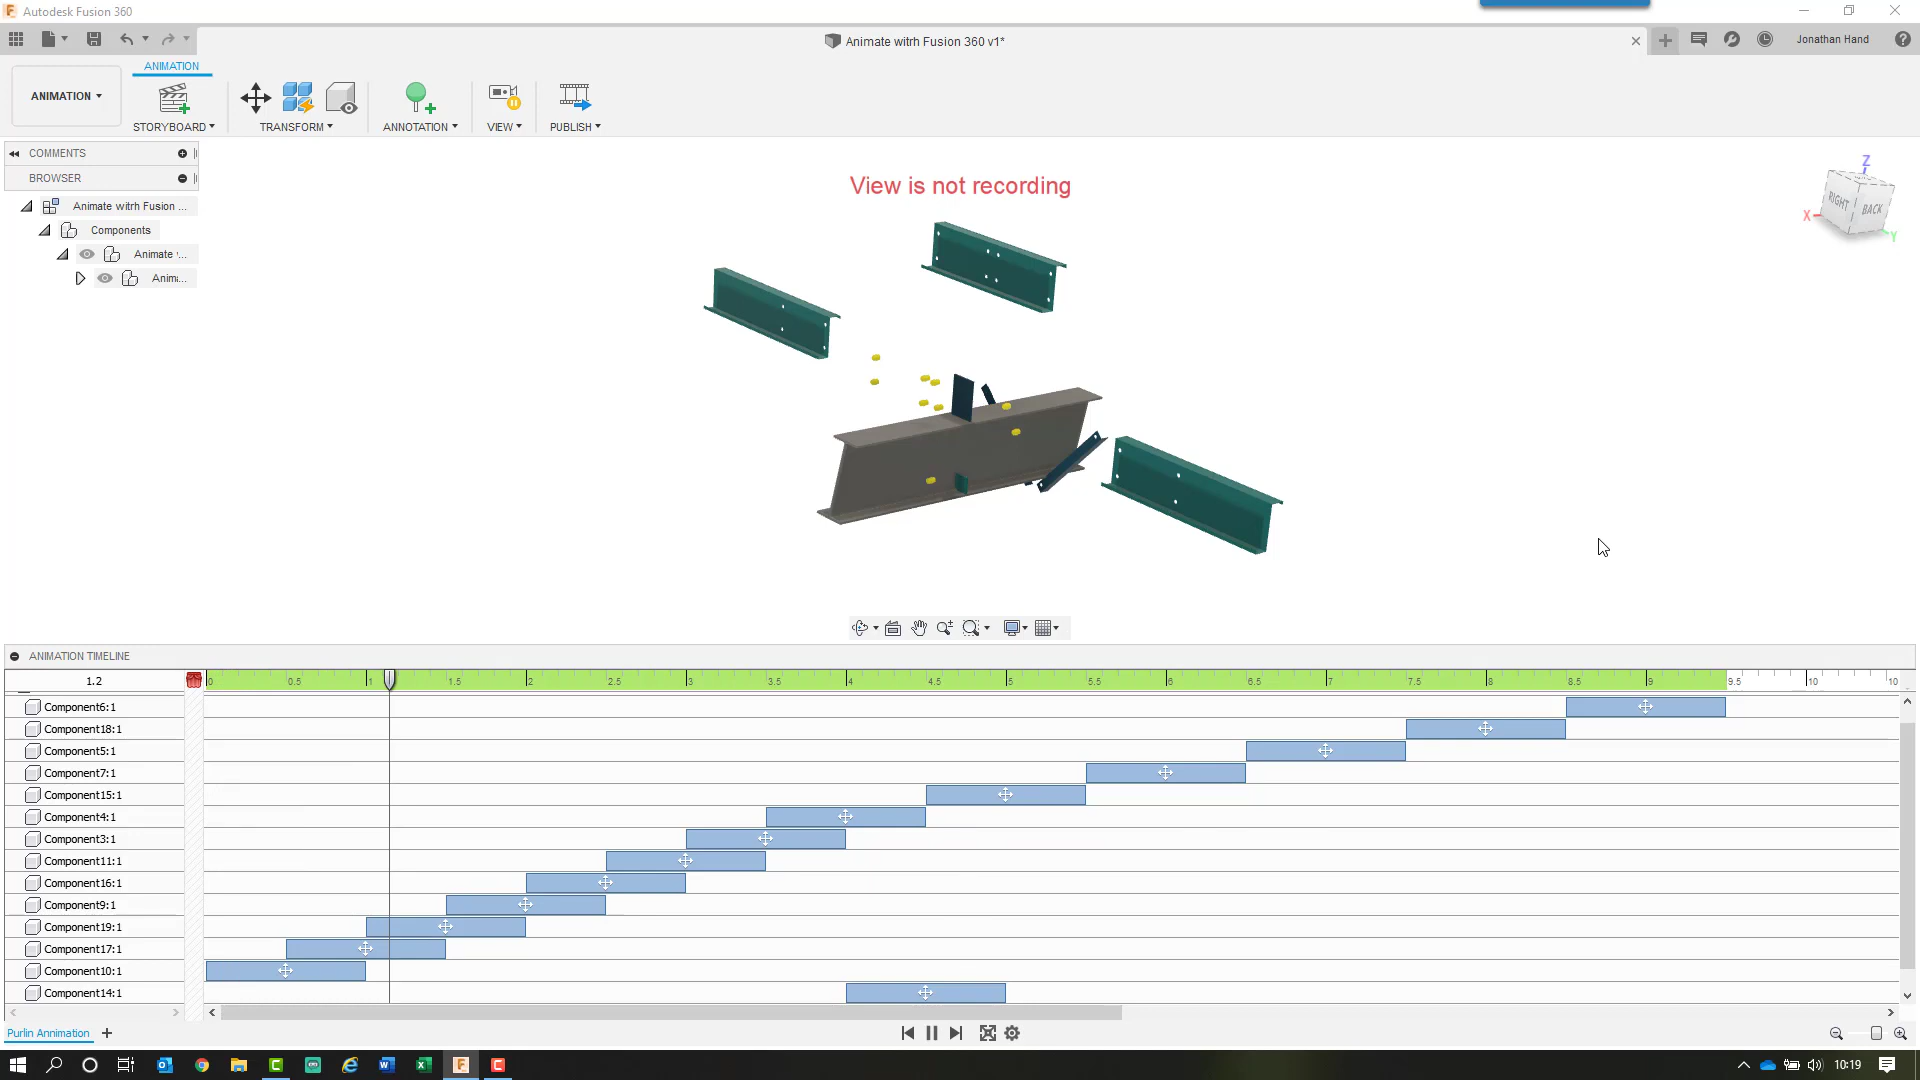 Autodesk Fusion 360
Animate witrh Fusion 360 v1*
Jonathan Hand
ANIMATION
ANIMATION
STORYBOARD
TRANSFORM
ANNOTATION
VIEW
PUBLISH
COMMENTS
BROWSER
Animate witrh Fusion ...
Components
Animate ...
Anim...
View is not recording
Z
RIGHT
BACK
X
Y
ANIMATION TIMELINE
1.2
0 0.5 1 1.5 2 2.5 3 3.5 4 4.5 5 5.5 6 6.5 7 7.5 8 8.5 9 9.5 10 10
Component6:1
Component18:1
Component5:1
Component7:1
Component15:1
Component4:1
Component3:1
Component11:1
Component16:1
Component9:1
Component19:1
Component17:1
Component10:1
Component14:1
Purlin Annimation
10:19